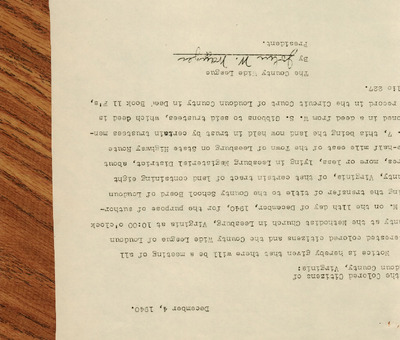 December 4, 1940.
the Colored Citizens of
udoun County, Virginia:
Notice is hereby given that there will be a meeting of all
erested colored citizens and the County Wide League of Loudoun
nty at the Methodist Church in Leesburg, Virginia at 10:00 o'clock
M. on the 11th day of December, 1940, for the purpose of author-
ing the transfer of title to the County School Board of Loudoun
nty, Virginia, of that certain tract of land containing eight
res, more or less, lying in Leesburg Magisterial District, about
e-half mile east of the Town of Leesburg on State Highway Route
. 7, this being the land now held in trust by certain trustees men-
oned in a deed from W. S. Gibbons to said trustees, which deed is
record in the Circuit Court of Loudoun County in Deed Book 11 F's,
lio 227.
The County Wide League
By John W.
President.